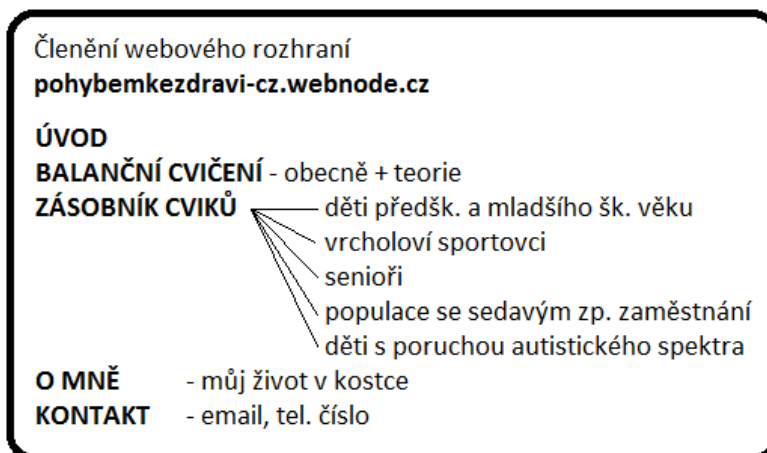 Členění webového rozhraní
pohybemkezdravi-cz.webnode.cz
ÚVOD
BALANČNÍ CVIČENÍ - obecně + teorie
ZÁSOBNÍK CVIKŮ děti předšk. a mladšího šk. věku
vrcholoví sportovci
senioři
populace se sedavým zp. zaměstnání
děti s poruchou autistického spektra
O MNĚ - můj život v kostce
KONTAKT - email, tel. číslo